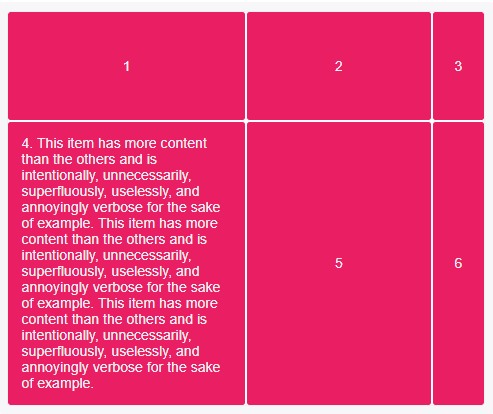 1
2
3
4. This item has more content
than the others and is
intentionally, unnecessarily,
superfluously, uselessly, and
annoyingly verbose for the sake
of example. This item has more
content than the others and is
intentionally, unnecessarily,
superfluously, uselessly, and
annoyingly verbose for the sake
of example. This item has more
content than the others and is
intentionally, unnecessarily,
superfluously, uselessly, and
annoyingly verbose for the sake
of example.
5
6